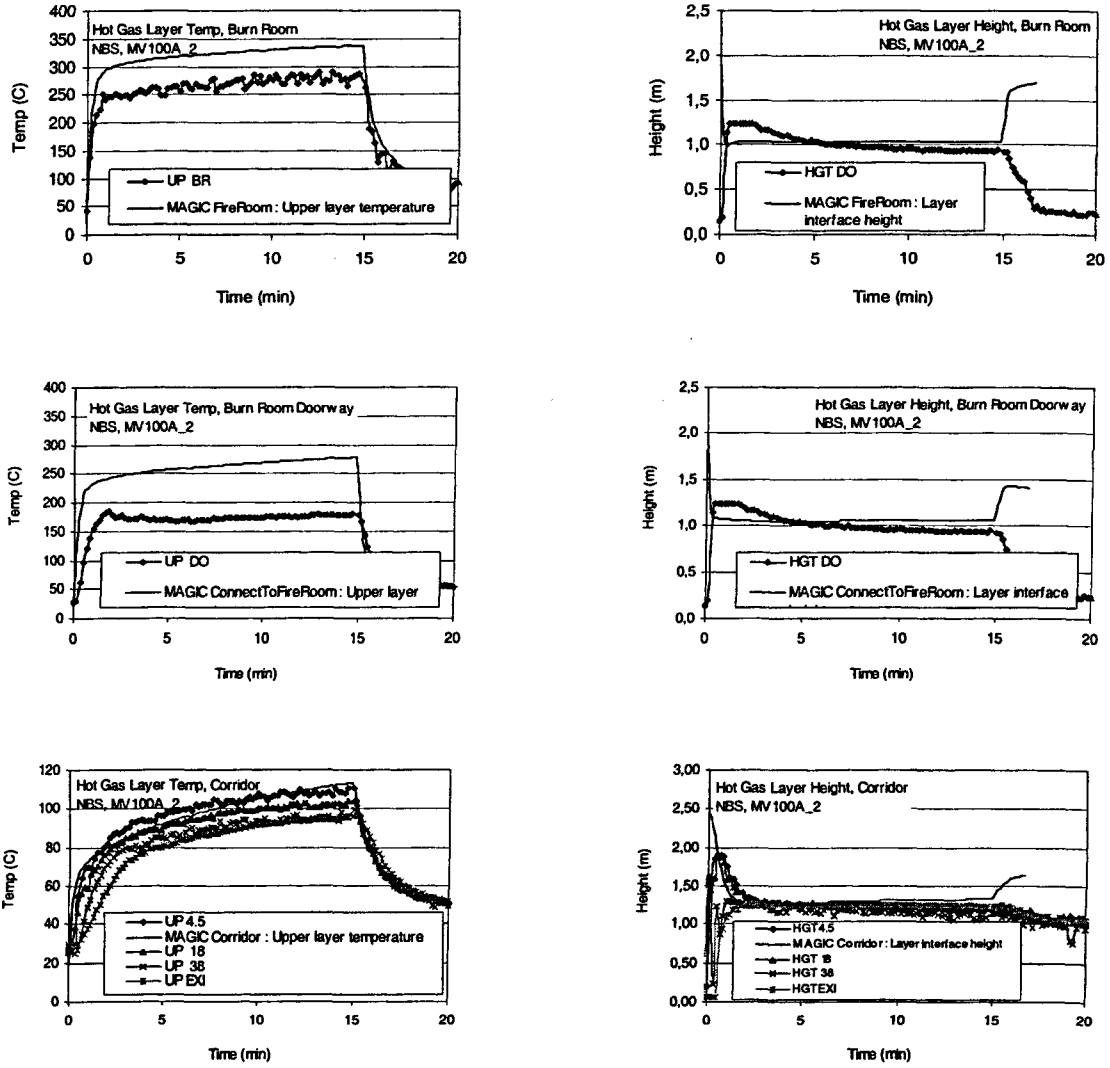 Hot Gas Layer Temp, Burn Room
NBS, MV100A_2
400
350
300
250
200
150
100
50
0
Temp (C)
UP BR
MAGIC FireRoom : Upper layer temperature
0 5 10 15 20
Time (min)
Hot Gas Layer Height, Burn Room
NBS, MV100A_2
2,5
2,0
1,5
1,0
0,5
0,0
Height (m)
HGT DO
MAGIC FireRoom : Layer
interface height
0 5 10 15 20
Time (min)
Hot Gas Layer Temp, Burn Room Doorway
NBS, MV100A_2
400
350
300
250
200
150
100
50
0
Temp (C)
UP DO
MAGIC ConnectToFireRoom : Upper layer
0 5 10 15 20
Time (min)
Hot Gas Layer Height, Burn Room Doorway
NBS, MV100A_2
2,5
2,0
1,5
1,0
0,5
0,0
Height (m)
HGT DO
MAGIC ConnectToFireRoom : Layer interface
0 5 10 15 20
Time (min)
Hot Gas Layer Temp, Corridor
NBS, MV100A_2
120
100
80
60
40
20
0
Temp (C)
UP 4.5
MAGIC Corridor : Upper layer temperature
UP 18
UP 38
UP EXI
0 5 10 15 20
Time (min)
Hot Gas Layer Height, Corridor
NBS, MV100A_2
3,00
2,50
2,00
1,50
1,00
0,50
0,00
Height (m)
HGT 4.5
MAGIC Corridor : Layer interface height
HGT 18
HGT 38
HGT EXI
0 5 10 15 20
Time (min)